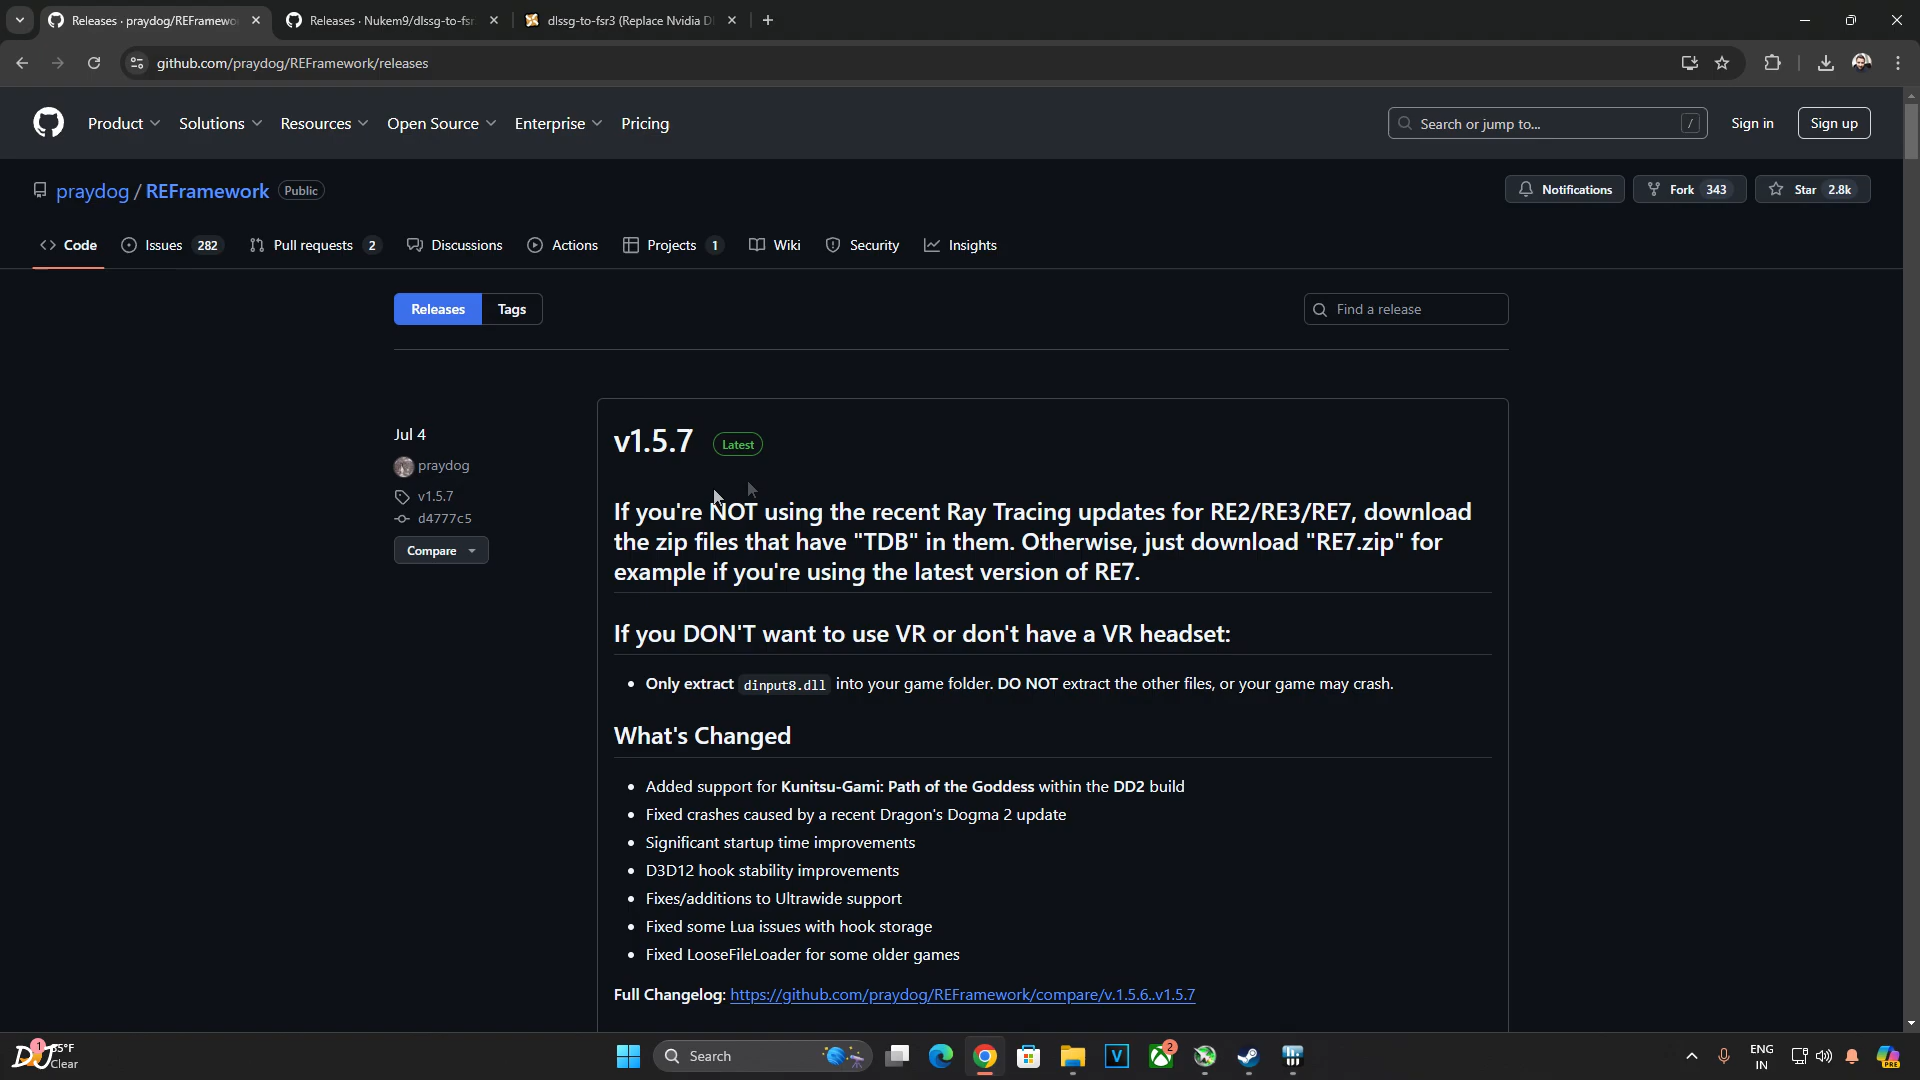 Releases · praydog/REFramewo
Releases · Nukem9/dlssg-to-fsr
dlssg-to-fsr3 (Replace Nvidia D
github.com/praydog/REFramework/releases
Product
Solutions
Resources
Open Source
Enterprise
Pricing
Search or jump to...
/
Sign in
Sign up
praydog / REFramework
Public
Notifications
Fork 343
Star 2.8k
Code
Issues 282
Pull requests 2
Discussions
Actions
Projects 1
Wiki
Security
Insights
Releases
Tags
Find a release
Jul 4
praydog
v1.5.7
d4777c5
Compare
v1.5.7
Latest
If you're NOT using the recent Ray Tracing updates for RE2/RE3/RE7, download
the zip files that have "TDB" in them. Otherwise, just download "RE7.zip" for
example if you're using the latest version of RE7.
If you DON'T want to use VR or don't have a VR headset:
• Only extract dinput8.dll into your game folder. DO NOT extract the other files, or your game may crash.
What's Changed
• Added support for Kunitsu-Gami: Path of the Goddess within the DD2 build
• Fixed crashes caused by a recent Dragon's Dogma 2 update
• Significant startup time improvements
• D3D12 hook stability improvements
• Fixes/additions to Ultrawide support
• Fixed some Lua issues with hook storage
• Fixed LooseFileLoader for some older games
Full Changelog: https://github.com/praydog/REFramework/compare/v.1.5.6..v1.5.7
1
5°F
Clear
Search
V
2
ENG
IN
PRE